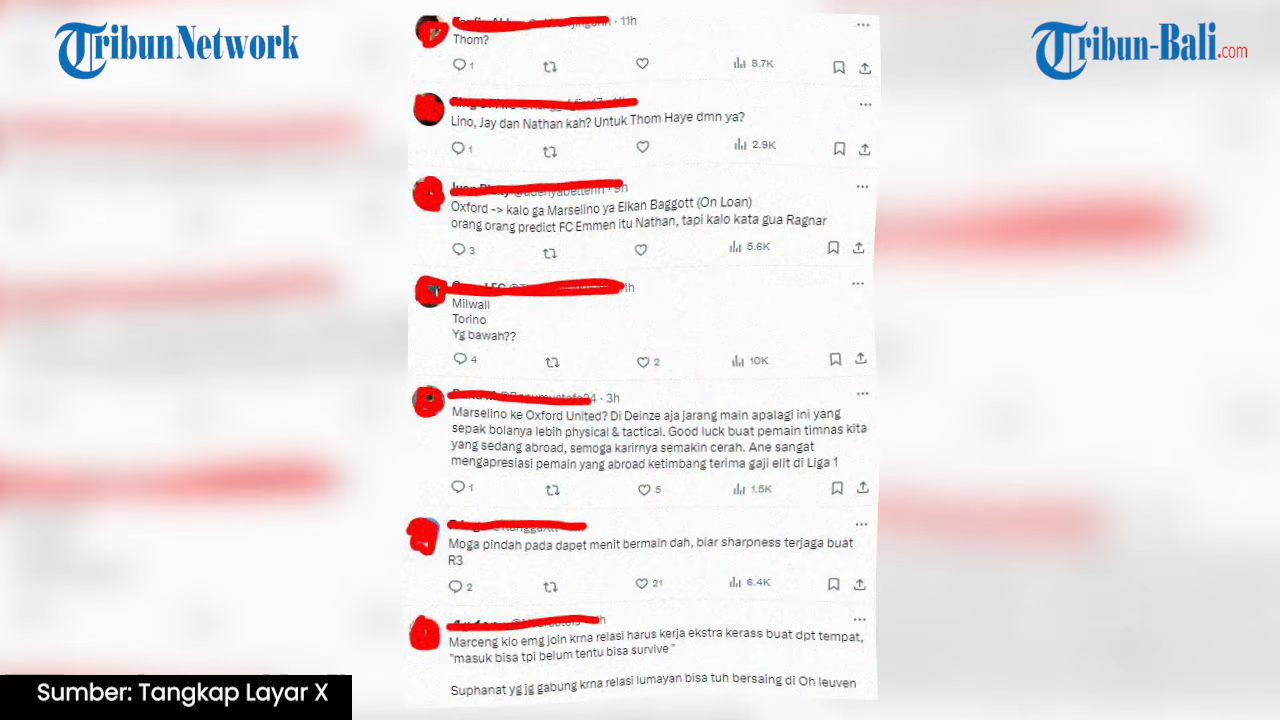 TribunNetwork
Tribun-Bali.com
11h
Thom?
1
8.7K
Lino, Jay dan Nathan kah? Untuk Thom Haye dmn ya?
1
2.9K
9h
Oxford -> kalo ga Marselino ya Elkan Baggott (On Loan)
orang orang predict FC Emmen itu Nathan, tapi kalo kata gua Ragnar
3
5.6K
Milwall
Torino
Yg bawah??
4
2
10K
3h
Marselino ke Oxford United? Di Deinze aja jarang main apalagi ini yang
sepak bolanya lebih physical & tactical. Good luck buat pemain timnas kita
yang sedang abroad, semoga karirnya semakin cerah. Ane sangat
mengapresiasi pemain yang abroad ketimbang terima gaji elit di Liga 1
1
5
1.5K
Moga pindah pada dapet menit bermain dah, biar sharpness terjaga buat
R3
2
21
6.4K
Marceng klo emg join krna relasi harus kerja ekstra kerass buat dpt tempat,
"masuk bisa tpi belum tentu bisa survive "
Suphanat yg jg gabung krna relasi lumayan bisa tuh bersaing di Oh leuven
Sumber: Tangkap Layar X